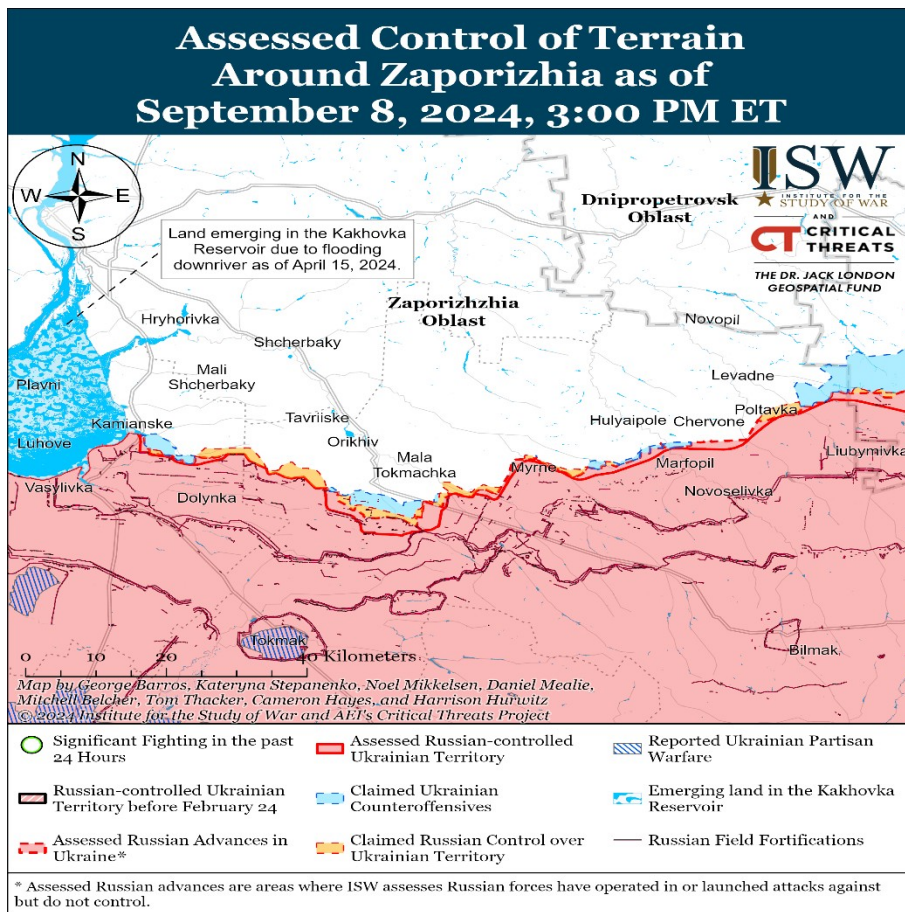 Assessed Control of Terrain
Around Zaporizhia as of
September 8, 2024, 3:00 PM ET
N
W
E
S
ISW
INSTITUTE FOR THE
STUDY OF WAR
AND
CT CRITICAL
THREATS
THE DR. JACK LONDON
GEOSPATIAL FUND
Dnipropetrovsk
Oblast
Land emerging in the Kakhovka
Reservoir due to flooding
downriver as of April 15, 2024.
Zaporizhzhia
Oblast
Hryhorivka
Novopil
Shcherbaky
Mali
Shcherbaky
Levadne
Plavni
Tavriiske
Poltavka
Kamianske
Hulyaipole
Chervone
Orikhiv
Luhove
Mala
Tokmachka
Liubymivka
Myrne
Marfopil
Vasylivka
Dolynka
Novoselivka
Tokmak
Bilmak
0 10 20 40 Kilometers
Map by George Barros, Kateryna Stepanenko, Noel Mikkelsen, Daniel Mealie,
Mitchell Belcher, Tom Thacker, Cameron Hayes, and Harrison Hurwitz
© 2024 Institute for the Study of War and AEI's Critical Threats Project
Significant Fighting in the past
24 Hours
Assessed Russian-controlled
Ukrainian Territory
Reported Ukrainian Partisan
Warfare
Russian-controlled Ukrainian
Territory before February 24
Claimed Ukrainian
Counteroffensives
Emerging land in the Kakhovka
Reservoir
Assessed Russian Advances in
Ukraine*
Claimed Russian Control over
Ukrainian Territory
Russian Field Fortifications
* Assessed Russian advances are areas where ISW assesses Russian forces have operated in or launched attacks against
but do not control.